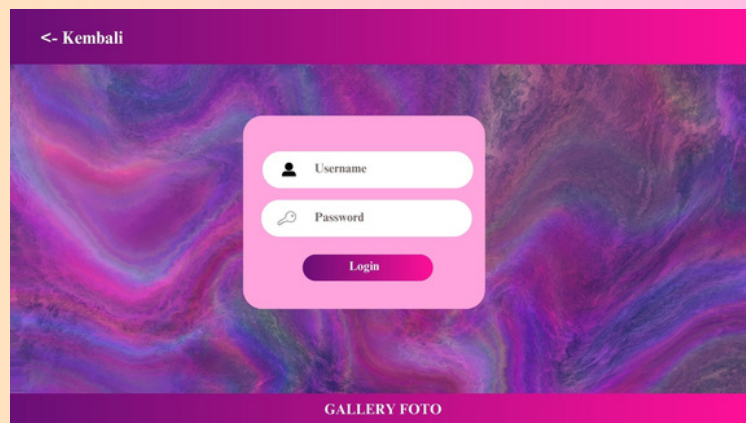 <- Kembali
Username
Password
Login
GALLERY FOTO